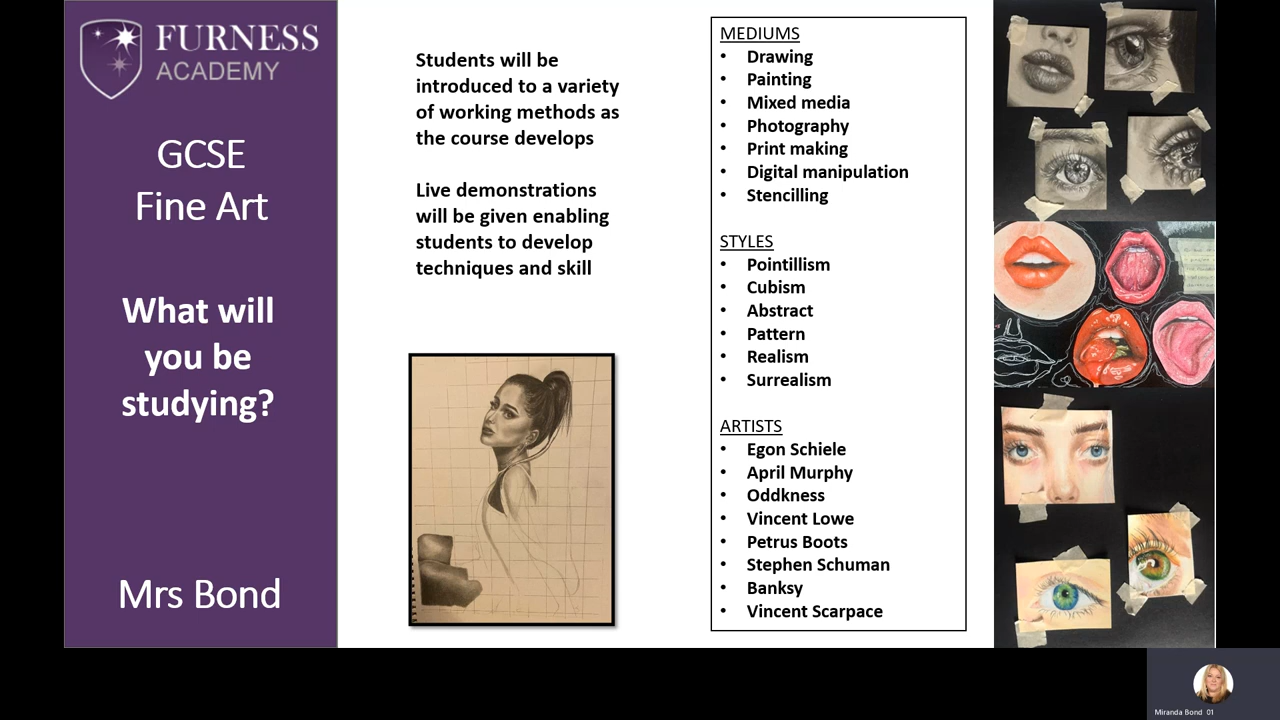 FURNESS
ACADEMY
GCSE
Fine Art
What will
you be
studying?
Mrs Bond
Students will be
introduced to a variety
of working methods as
the course develops
Live demonstrations
will be given enabling
students to develop
techniques and skill
MEDIUMS
• Drawing
• Painting
• Mixed media
• Photography
• Print making
• Digital manipulation
• Stencilling
STYLES
• Pointillism
• Cubism
• Abstract
• Pattern
• Realism
• Surrealism
ARTISTS
• Egon Schiele
• April Murphy
• Oddkness
• Vincent Lowe
• Petrus Boots
• Stephen Schuman
• Banksy
• Vincent Scarpace
Miranda Bond 01